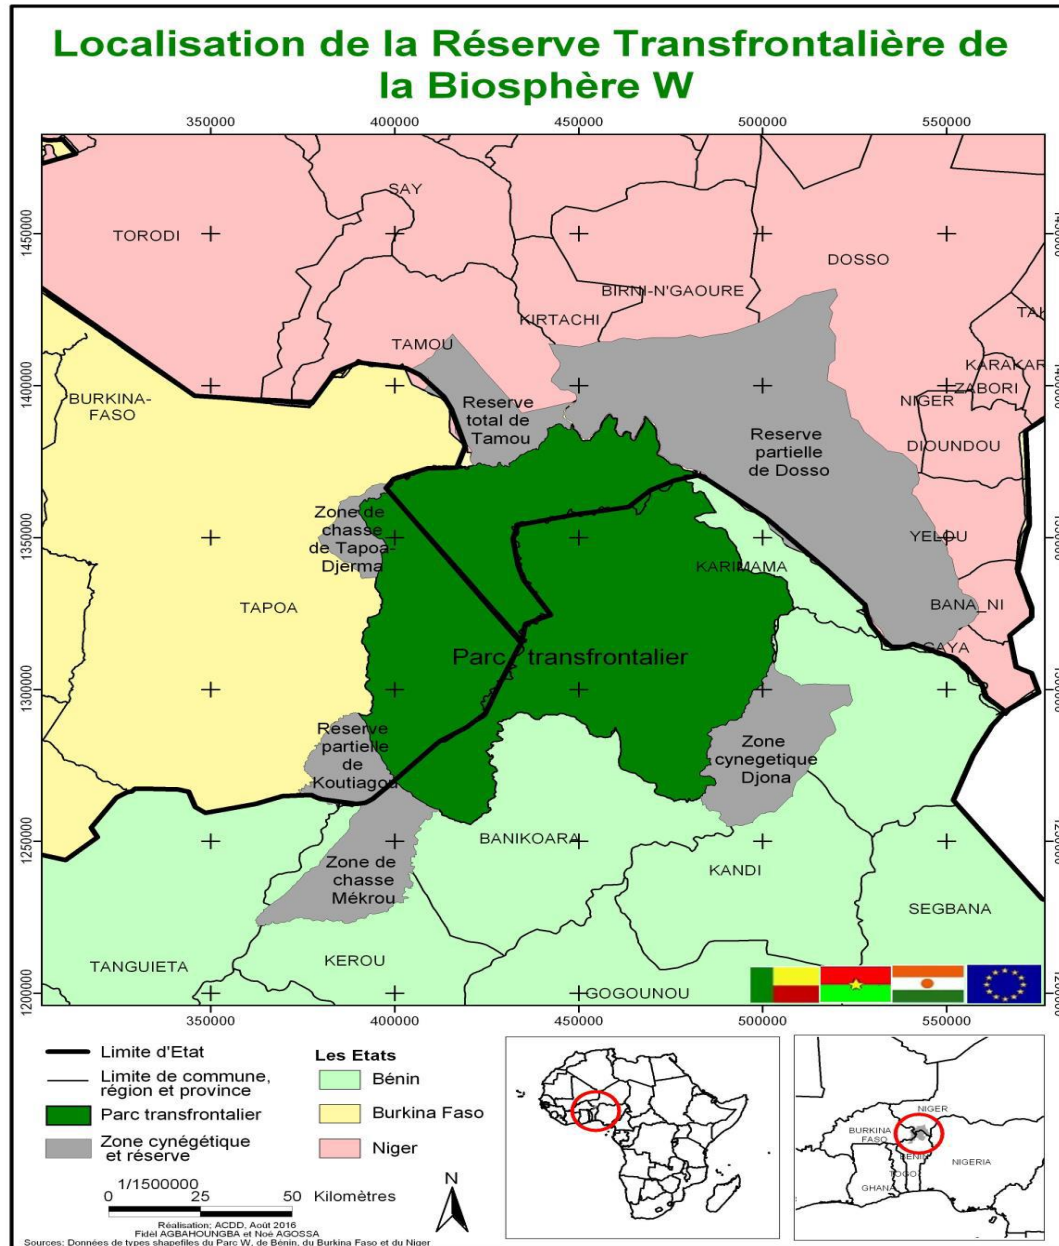 Localisation de la Réserve Transfrontalière de
la Biosphère W
350000 400000 450000 500000 550000
1450000
1400000
1350000
1300000
1250000
1200000
SAY
TORODI
DOSSO
BIRNI-N'GAOURE
KIRTACHI
TAMOU
KARAKAR
ZABORI
NIGER
DIOUNDOU
BURKINA-
FASO
Reserve
total de
Tamou
Reserve
partielle
de Dosso
Zone de
chasse
de Tapoa-
Djerma
YELOU
KARIMAMA
BANA_NI
TAPOA
GAYA
Parc transfrontalier
Reserve
partielle
de
Koutiagou
Zone
cynegetique
Djona
BANIKOARA
Zone de
chasse
Mékrou
KANDI
SEGBANA
TANGUIETA
KEROU
GOGOUNOU
350000 400000 450000 500000 550000
Limite d'Etat
Limite de commune,
région et province
Parc transfrontalier
Zone cynégétique
et réserve
Les Etats
Bénin
Burkina Faso
Niger
1/1500000
0 25 50 Kilomètres
N
Réalisation; ACDD, Août 2016
Fidèl AGBAHOUNGBA et Noé AGOSSA
Sources: Données de types shapefiles du Parc W, de Bénin, du Burkina Faso et du Niger
NIGER
BURKINA
FASO
BENIN
NIGERIA
TOGO
GHANA